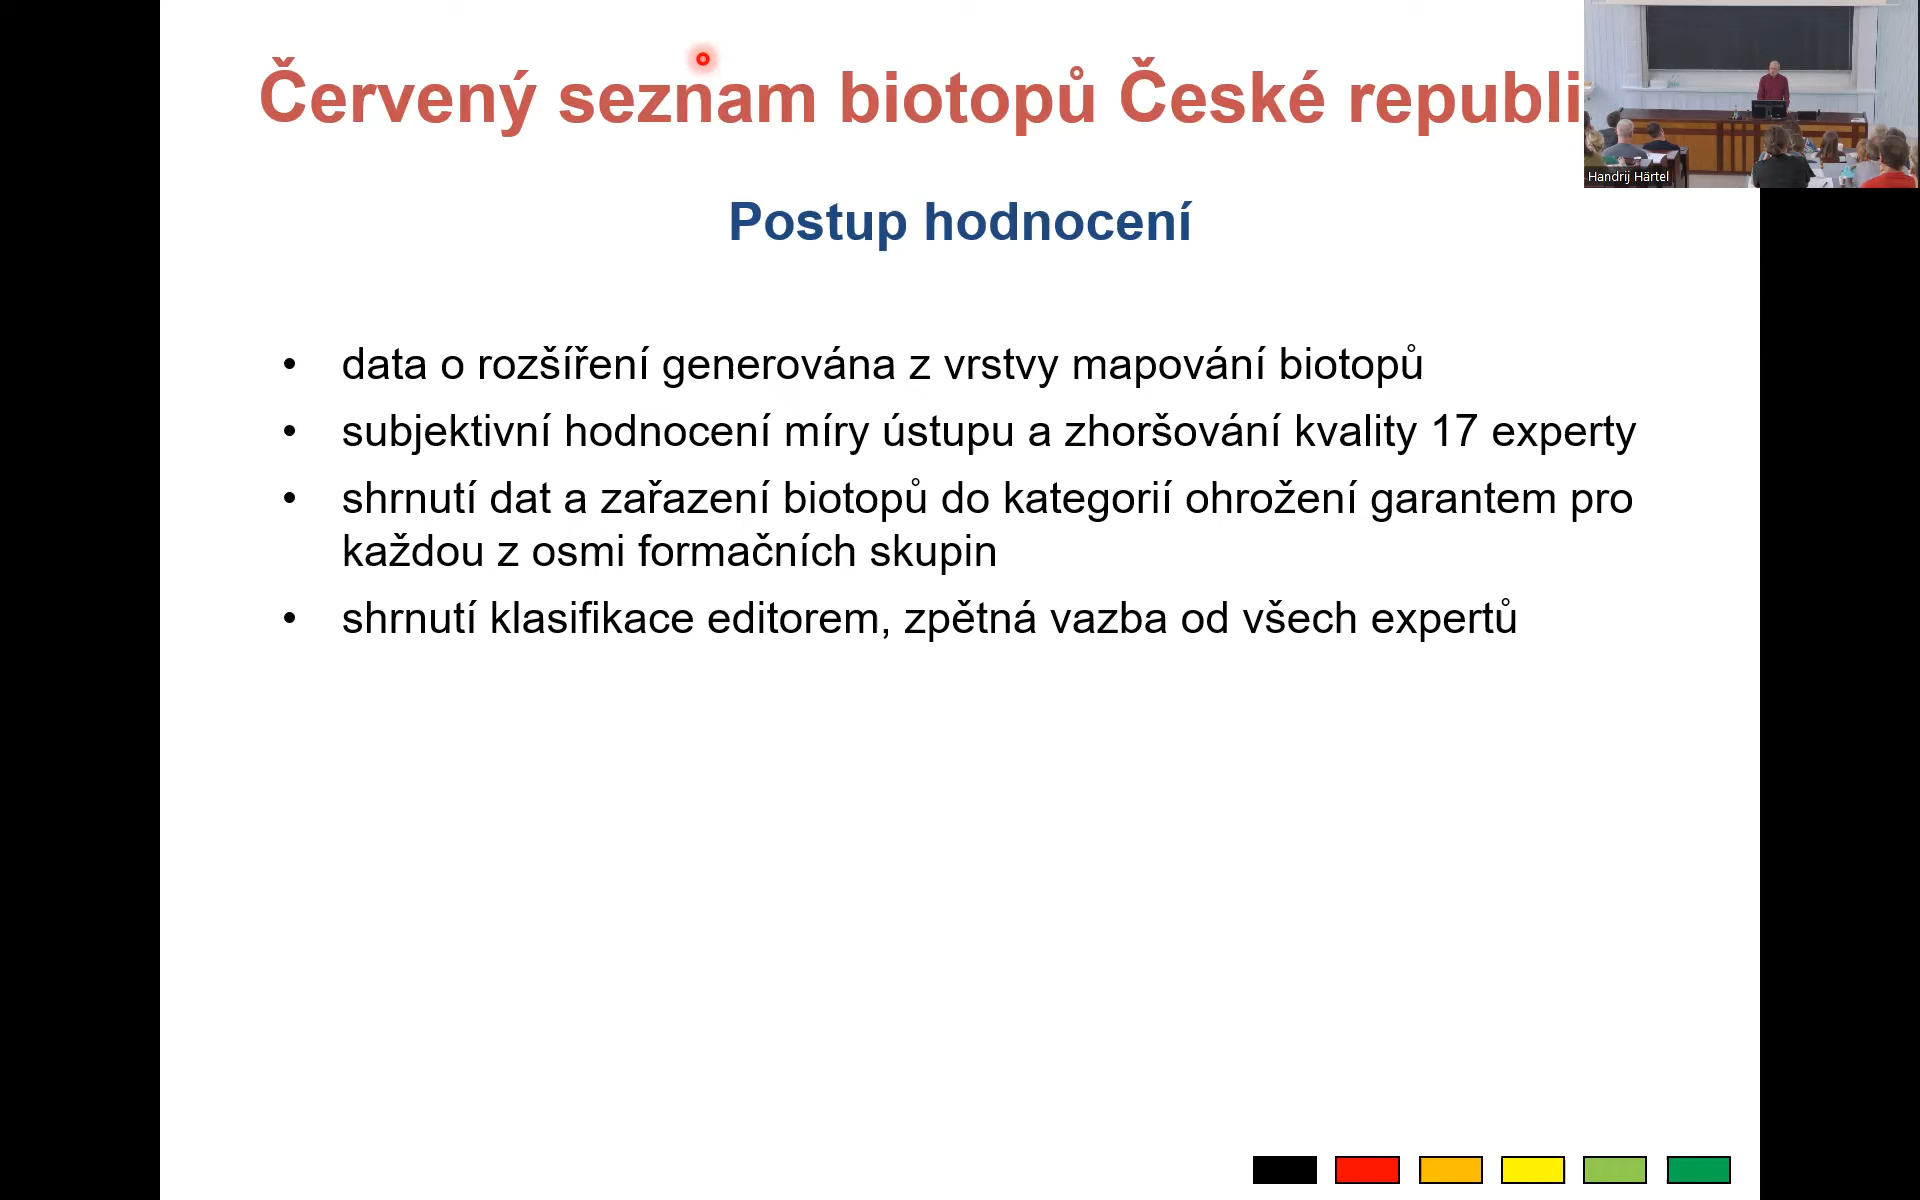 Červený seznam biotopů České republi
Handrij Härtel
Postup hodnocení
• data o rozšíření generována z vrstvy mapování biotopů
• subjektivní hodnocení míry ústupu a zhoršování kvality 17 experty
• shrnutí dat a zařazení biotopů do kategorií ohrožení garantem pro
každou z osmi formačních skupin
• shrnutí klasifikace editorem, zpětná vazba od všech expertů